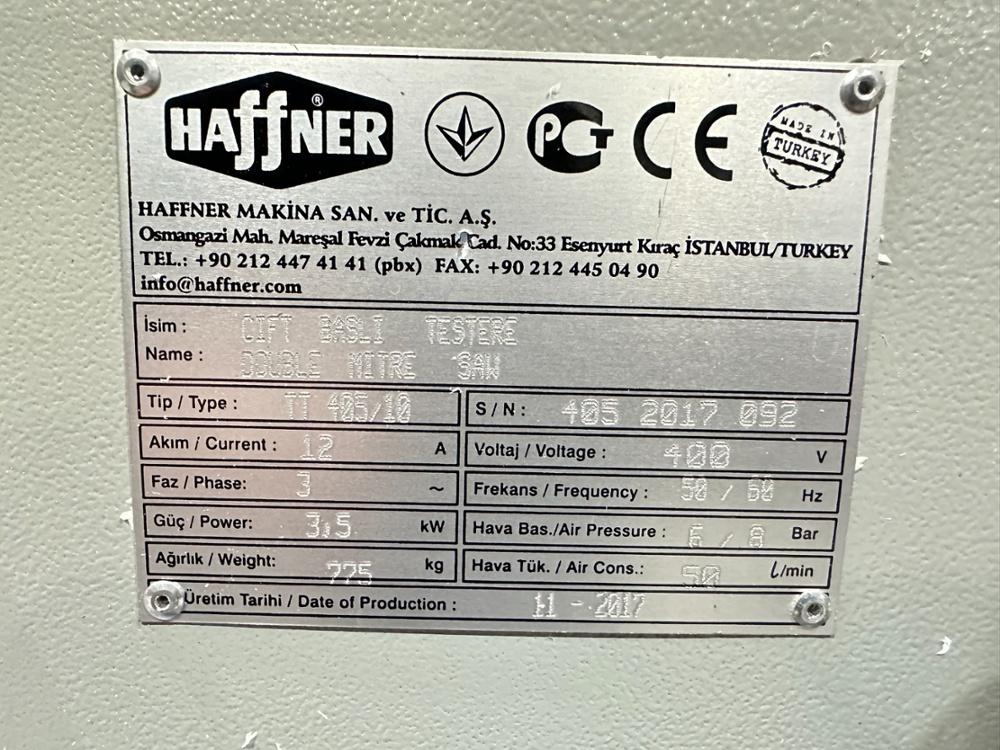 HAffNER ®
PCT CE
MADE IN
TURKEY
HAFFNER MAKİNA SAN. ve TİC. A.Ş.
Osmangazi Mah. Mareşal Fevzi Çakmak Cad. No:33 Esenyurt Kıraç İSTANBUL/TURKEY
TEL.: +90 212 447 41 41 (pbx) FAX: +90 212 445 04 90
info@haffner.com
İsim : CIFT BASLI TESTERE
Name : DOUBLE MITRE SAW
Tip / Type : TT 405/10 S / N : 405 2017 092
Akım / Current : 12 A Voltaj / Voltage : 400 V
Faz / Phase: 3 ~ Frekans / Frequency : 50 / 60 Hz
Güç / Power: 3,5 kW Hava Bas./Air Pressure : 6 / 8 Bar
Ağırlık / Weight: 775 kg Hava Tük. / Air Cons.: 50 ℓ/min
Üretim Tarihi / Date of Production : 11 - 2017